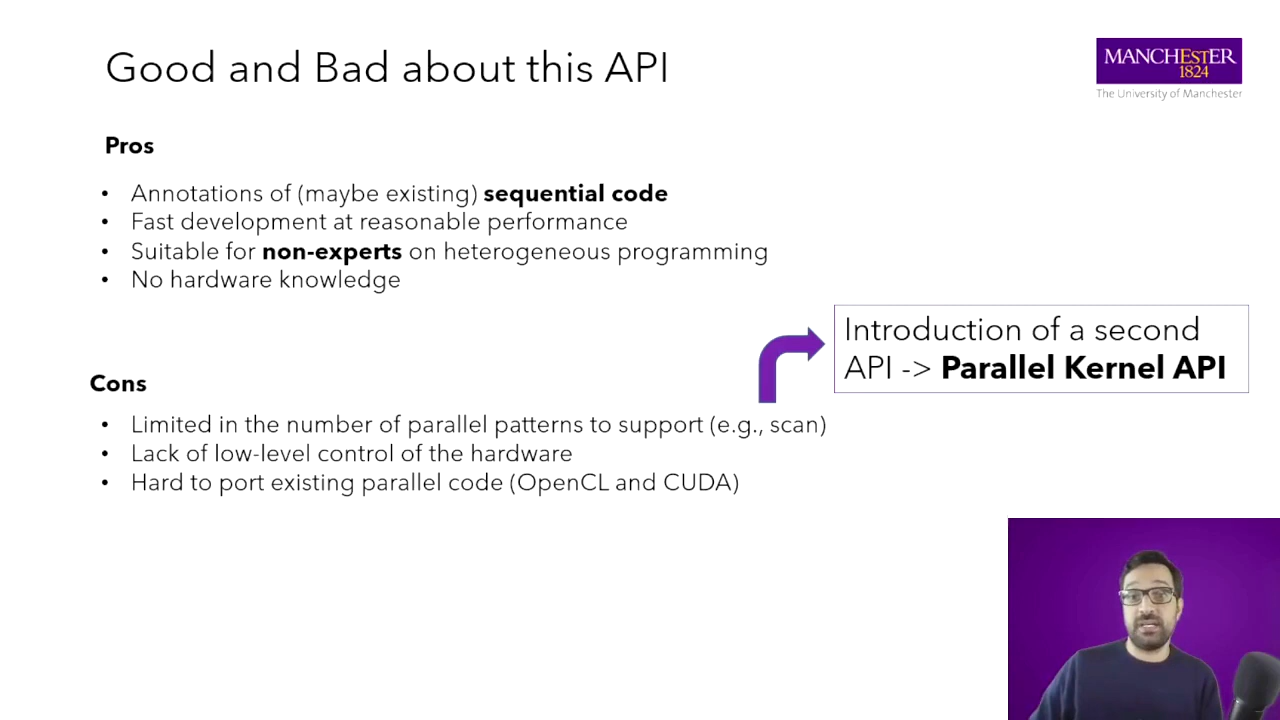 Good and Bad about this API
MANCHESTER
1824
The University of Manchester
Pros
• Annotations of (maybe existing) sequential code
• Fast development at reasonable performance
• Suitable for non-experts on heterogeneous programming
• No hardware knowledge
Introduction of a second
API -> Parallel Kernel API
Cons
• Limited in the number of parallel patterns to support (e.g., scan)
• Lack of low-level control of the hardware
• Hard to port existing parallel code (OpenCL and CUDA)